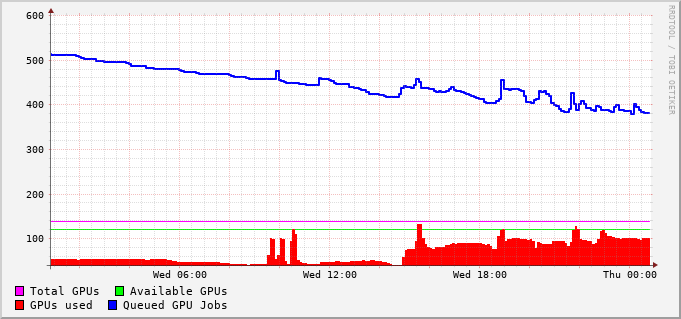 600
500
400
300
200
100
Wed 06:00 Wed 12:00 Wed 18:00 Thu 00:00
Total GPUs Available GPUs
GPUs used Queued GPU Jobs
RRDTOOL / TOBI OETIKER